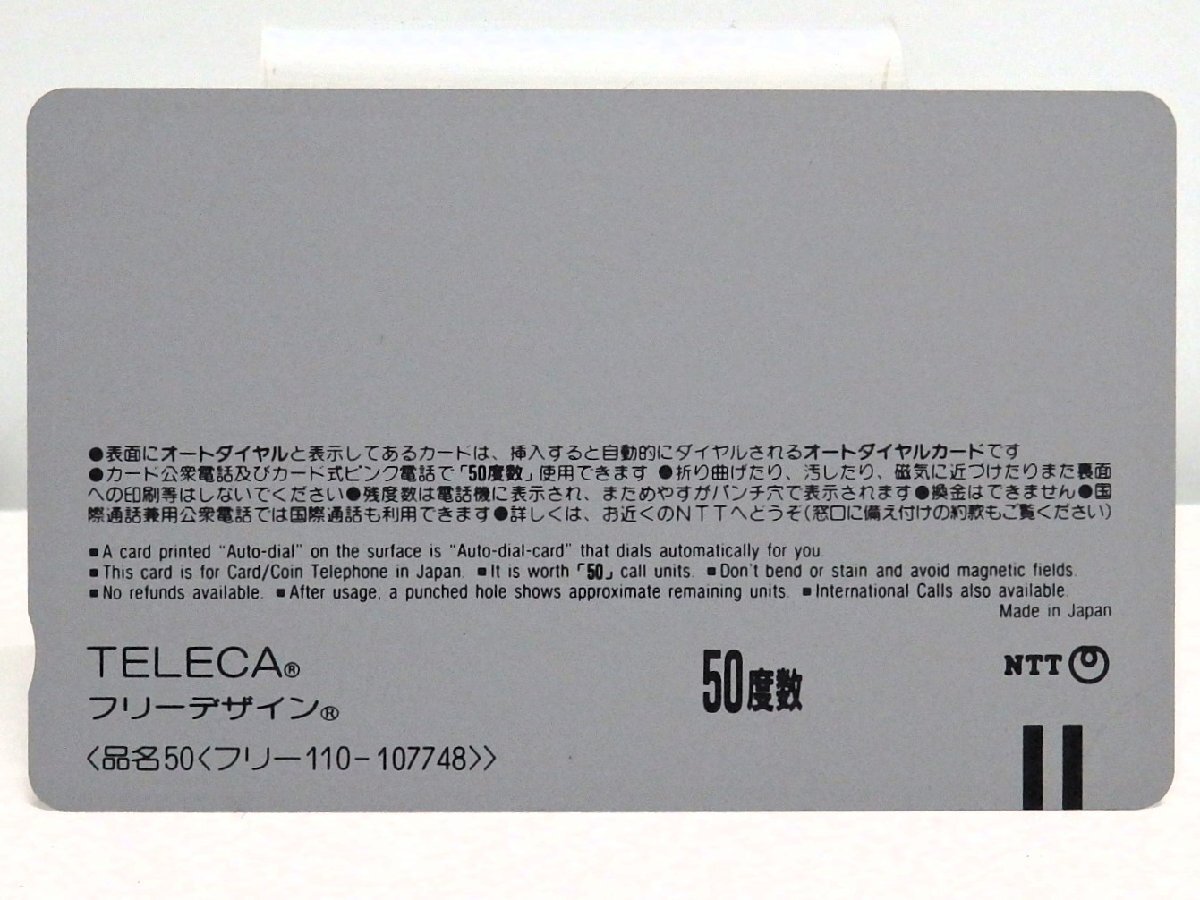 ●表面にオートダイヤルと表示してあるカードは、挿入すると自動的にダイヤルされるオートダイヤルカードです
●カード公衆電話及びカード式ピンク電話で「50度数」使用できます ●折り曲げたり、汚したり、磁気に近づけたりまた裏面
への印刷等はしないでください●残度数は電話機に表示され、まためやすがパンチ穴で表示されます●換金はできません●国
際通話兼用公衆電話では国際通話も利用できます●詳しくは、お近くのNTTへどうぞ(窓口に備え付けの約款もご覧ください)
■A card printed “Auto-dial” on the surface is “Auto-dial-card” that dials automatically for you.
■This card is for Card/Coin Telephone in Japan. ■It is worth「50」call units. ■Don't bend or stain and avoid magnetic fields.
■No refunds available. ■After usage, a punched hole shows approximate remaining units. ■International Calls also available.
Made in Japan
TELECA®
50度数
NTT
フリーデザイン®
〈品名50〈フリー110-107748〉〉